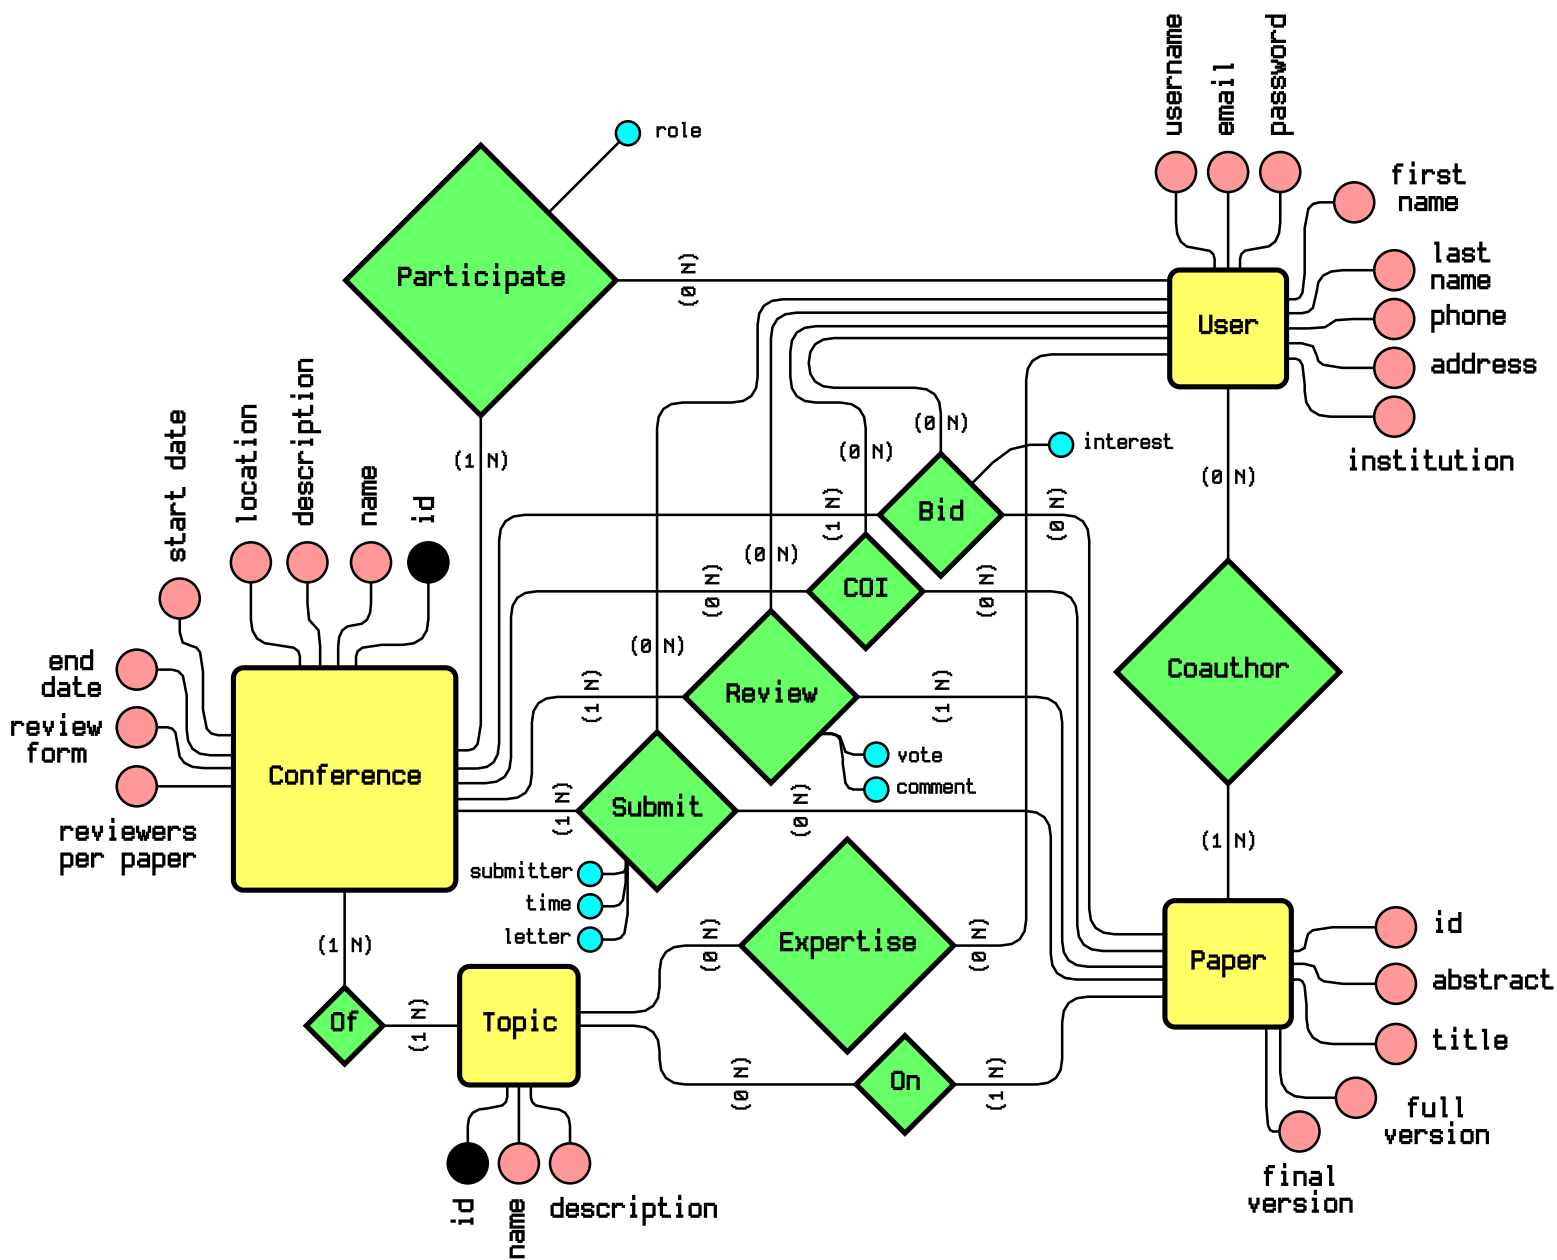 username
email
password
role
first
name
last
name
phone
address
institution
Participate
(0 N)
User
(1 N)
(0 N)
(0 N)
interest
(0 N)
start date
location
description
name
id
(1 N)
Bid
(0 N)
(0 N)
(0 N)
COI
(0 N)
end
date
review
form
reviewers
per paper
Conference
(0 N)
(1 N)
Review
(1 N)
Coauthor
vote
comment
(1 N)
Submit
(0 N)
submitter
time
letter
(1 N)
(1 N)
(0 N)
Expertise
(0 N)
Of
(1 N)
Topic
Paper
id
abstract
title
full
version
final
version
(0 N)
On
(1 N)
id
name
description